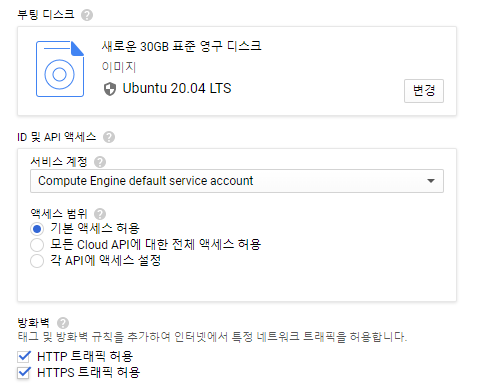 부팅 디스크
새로운 30GB 표준 영구 디스크
이미지
Ubuntu 20.04 LTS
변경
ID 및 API 액세스
서비스 계정
Compute Engine default service account
액세스 범위
기본 액세스 허용
모든 Cloud API에 대한 전체 액세스 허용
각 API에 액세스 설정
방화벽
태그 및 방화벽 규칙을 추가하여 인터넷에서 특정 네트워크 트래픽을 허용합니다.
HTTP 트래픽 허용
HTTPS 트래픽 허용